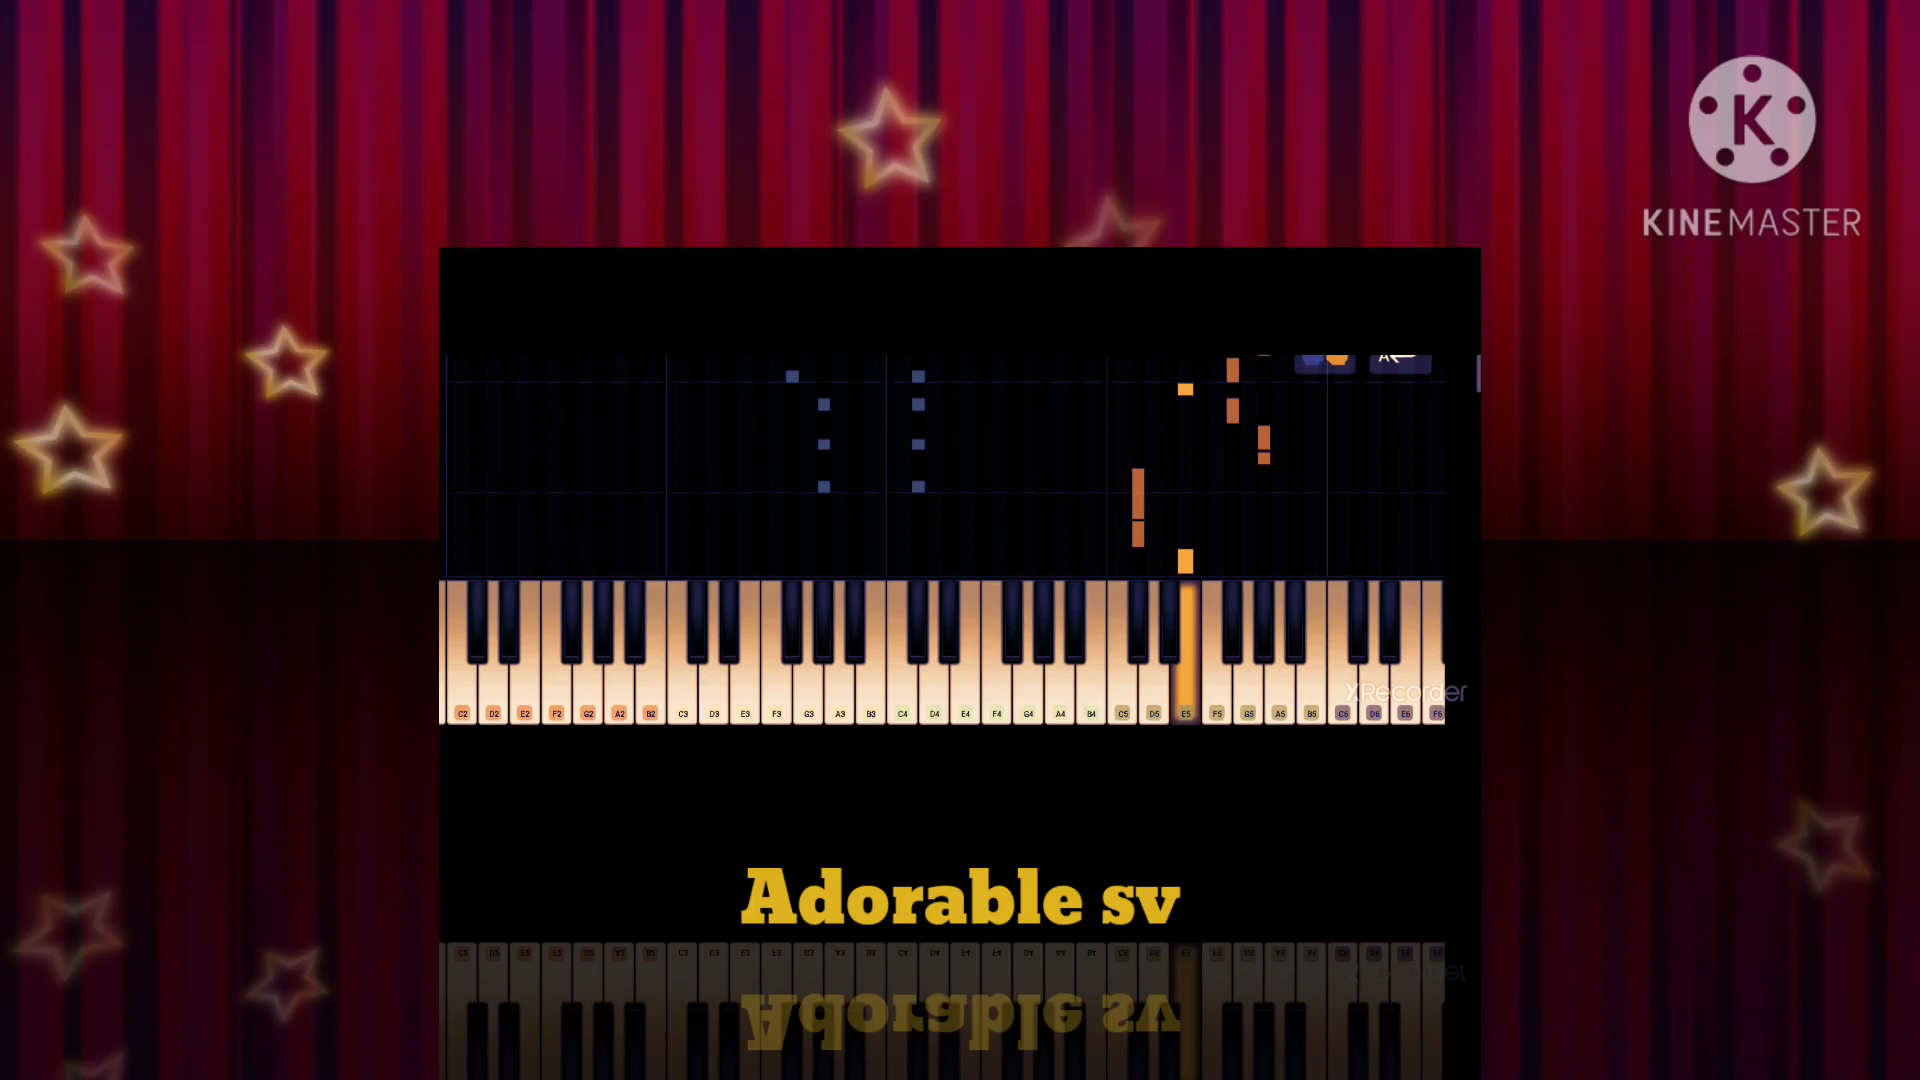 K
KINEMASTER
A
XRecorder
C2 D2 E2 F2 G2 A2 B2 C3 D3 E3 F3 G3 A3 B3 C4 D4 E4 F4 G4 A4 B4 C5 D5 E5 F5 G5 A5 B5 C6 D6 E6 F6
Adorable sv